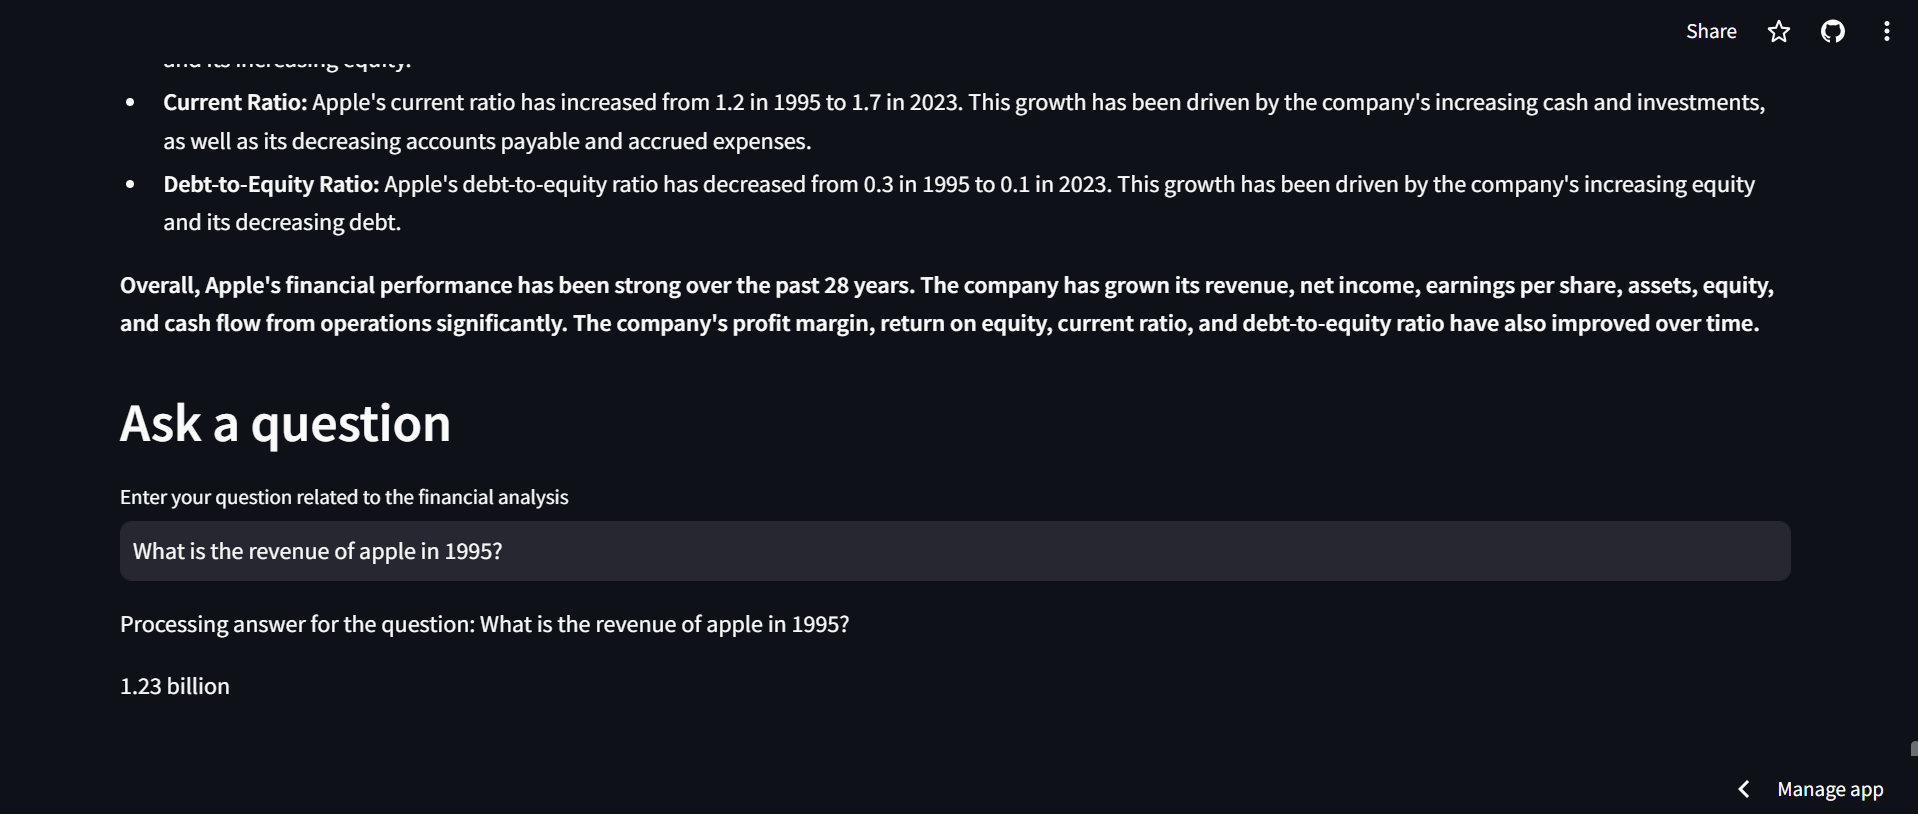 Share
and its increasing equity.
• Current Ratio: Apple's current ratio has increased from 1.2 in 1995 to 1.7 in 2023. This growth has been driven by the company's increasing cash and investments,
as well as its decreasing accounts payable and accrued expenses.
• Debt-to-Equity Ratio: Apple's debt-to-equity ratio has decreased from 0.3 in 1995 to 0.1 in 2023. This growth has been driven by the company's increasing equity
and its decreasing debt.
Overall, Apple's financial performance has been strong over the past 28 years. The company has grown its revenue, net income, earnings per share, assets, equity,
and cash flow from operations significantly. The company's profit margin, return on equity, current ratio, and debt-to-equity ratio have also improved over time.
Ask a question
Enter your question related to the financial analysis
What is the revenue of apple in 1995?
Processing answer for the question: What is the revenue of apple in 1995?
1.23 billion
Manage app